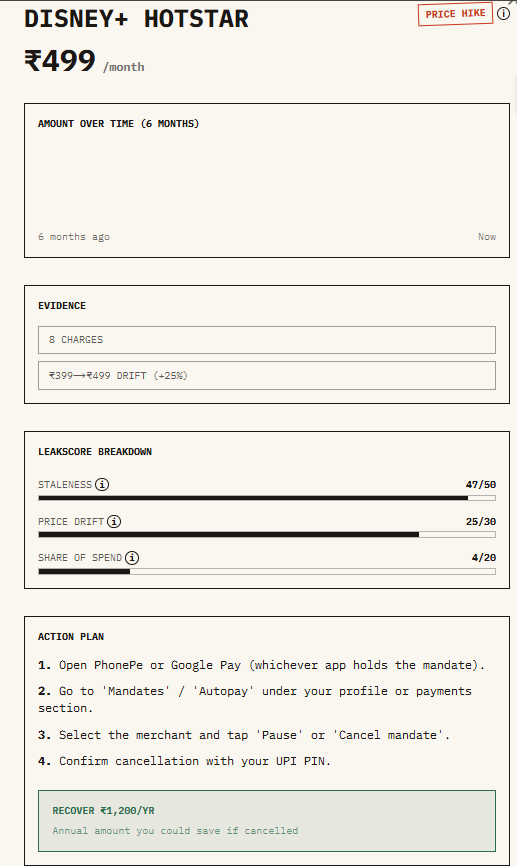 DISNEY+ HOTSTAR
PRICE HIKE i
₹499 /month
AMOUNT OVER TIME (6 MONTHS)
6 months ago
Now
EVIDENCE
8 CHARGES
₹399→₹499 DRIFT (+25%)
LEAKSCORE BREAKDOWN
STALENESS i 47/50
PRICE DRIFT i 25/30
SHARE OF SPEND i 4/20
ACTION PLAN
1. Open PhonePe or Google Pay (whichever app holds the mandate).
2. Go to 'Mandates' / 'Autopay' under your profile or payments
section.
3. Select the merchant and tap 'Pause' or 'Cancel mandate'.
4. Confirm cancellation with your UPI PIN.
RECOVER ₹1,200/YR
Annual amount you could save if cancelled